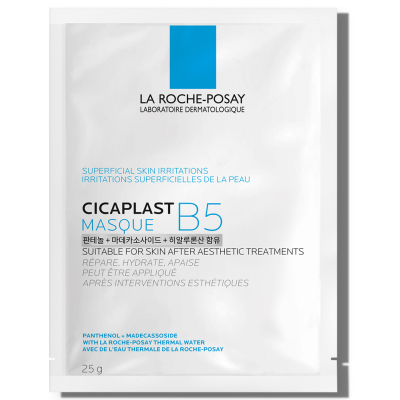 LA ROCHE-POSAY
LABORATOIRE DERMATOLOGIQUE
SUPERFICIAL SKIN IRRITATIONS
IRRITATIONS SUPERFICIELLES DE LA PEAU
CICAPLAST B5
MASQUE
판테놀 + 마데카소사이드 + 히알루론산 함유
SUITABLE FOR SKIN AFTER AESTHETIC TREATMENTS
RÉPARE, HYDRATE, APAISE
PEUT ÊTRE APPLIQUÉ
APRÈS INTERVENTIONS ESTHÉTIQUES
PANTHENOL + MADECASSOSIDE
WITH LA ROCHE-POSAY THERMAL WATER
AVEC DE L'EAU THERMALE DE LA ROCHE-POSAY
25 g